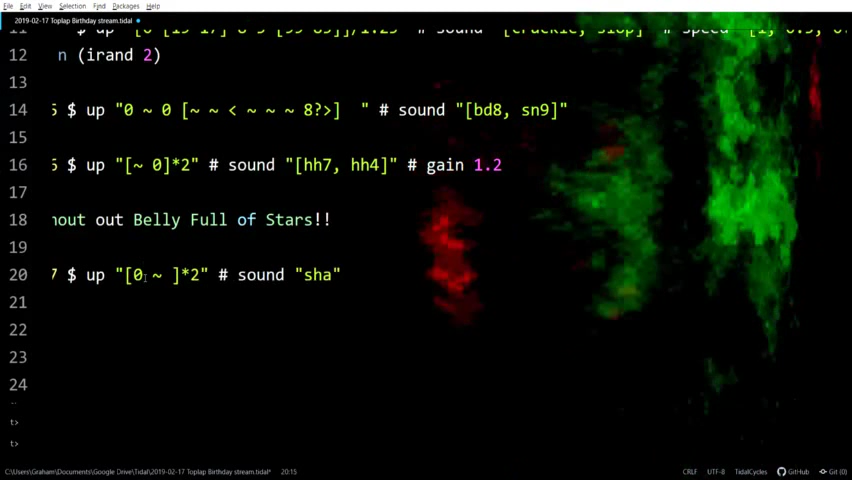 File Edit View Selection Find Packages Help
2019-02-17 Toplap Birthday stream.tidal
12 n (irand 2)
13
14 5 $ up "0 ~ 0 [~ ~ < ~ ~ ~ 8?>]  " # sound "[bd8, sn9]"
15
16 5 $ up "[~ 0]*2" # sound "[hh7, hh4]" # gain 1.2
17
18 hout out Belly Full of Stars!!
19
20 7 $ up "[0 ~ ]*2" # sound "sha"
21
22
23
24
t>
t>
C:\Users\Graham\Documents\Google Drive\Tidal\2019-02-17 Toplap Birthday stream.tidal* 20:15 CRLF UTF-8 TidalCycles GitHub Git (0)